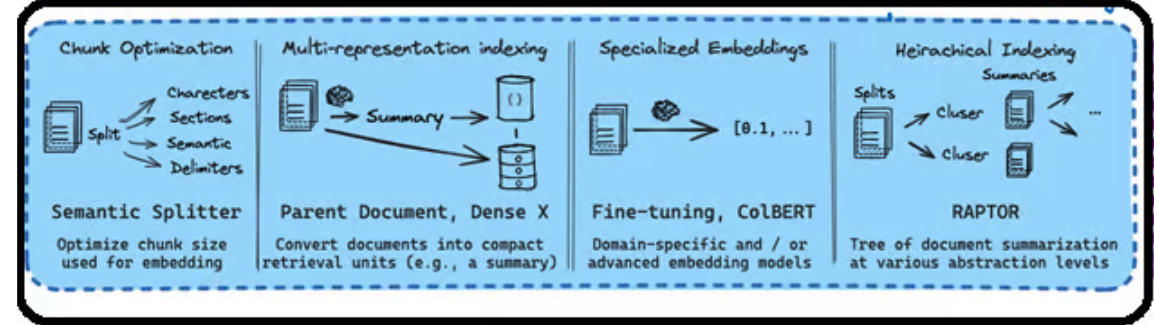 Chunk Optimization
Split
Charecters
Sections
Semantic
Delimiters
Semantic Splitter
Optimize chunk size
used for embedding
Multi-representation indexing
Summary
{}
Parent Document, Dense X
Convert documents into compact
retrieval units (e.g., a summary)
Specialized Embeddings
[0.1, ... ]
Fine-tuning, ColBERT
Domain-specific and / or
advanced embedding models
Heirachical Indexing
Summaries
Splits
Cluser
...
Cluser
RAPTOR
Tree of document summarization
at various abstraction levels